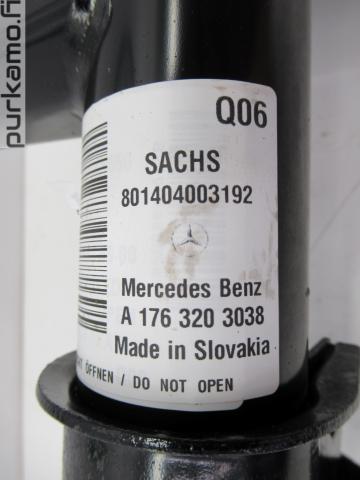 purkamo.fi
Q06
SACHS
801404003192
Mercedes Benz
A 176 320 3038
Made in Slovakia
ÖFFNEN / DO NOT OPEN